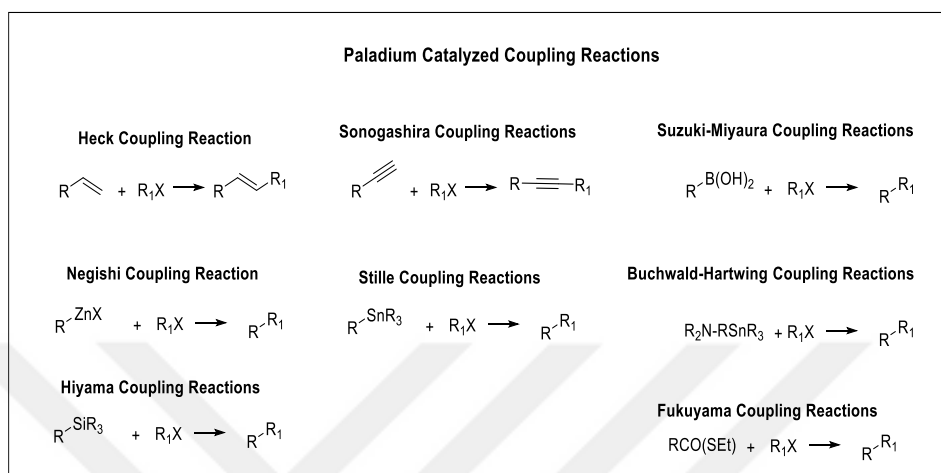 Paladium Catalyzed Coupling Reactions
Heck Coupling Reaction
R + R₁X R R₁
Sonogashira Coupling Reactions
R + R₁X R R₁
Suzuki-Miyaura Coupling Reactions
R B(OH)₂ + R₁X R R₁
Negishi Coupling Reaction
R ZnX + R₁X R R₁
Stille Coupling Reactions
R SnR₃ + R₁X R R₁
Buchwald-Hartwing Coupling Reactions
R₂N-RSnR₃ + R₁X R R₁
Hiyama Coupling Reactions
R SiR₃ + R₁X R R₁
Fukuyama Coupling Reactions
RCO(SEt) + R₁X R R₁